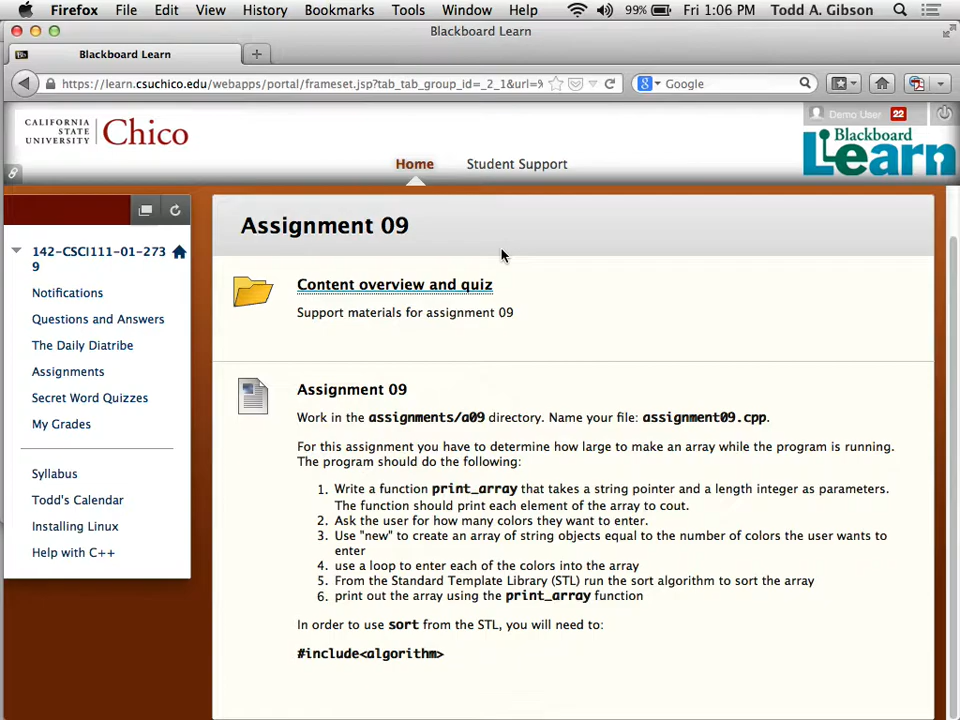 Firefox File Edit View History Bookmarks Tools Window Help 99% Fri 1:06 PM Todd A. Gibson
Blackboard Learn
Blackboard Learn
https://learn.csuchico.edu/webapps/portal/frameset.jsp?tab_tab_group_id=_2_1&url=%
Google
CALIFORNIA STATE UNIVERSITY Chico
Demo User 22
Blackboard Learn
Home Student Support
142-CSCI111-01-273
9
Notifications
Questions and Answers
The Daily Diatribe
Assignments
Secret Word Quizzes
My Grades
Syllabus
Todd's Calendar
Installing Linux
Help with C++
Assignment 09
Content overview and quiz
Support materials for assignment 09
Assignment 09
Work in the assignments/a09 directory. Name your file: assignment09.cpp.
For this assignment you have to determine how large to make an array while the program is running.
The program should do the following:
1. Write a function print_array that takes a string pointer and a length integer as parameters.
The function should print each element of the array to cout.
2. Ask the user for how many colors they want to enter.
3. Use "new" to create an array of string objects equal to the number of colors the user wants to
enter
4. use a loop to enter each of the colors into the array
5. From the Standard Template Library (STL) run the sort algorithm to sort the array
6. print out the array using the print_array function
In order to use sort from the STL, you will need to:
#include<algorithm>